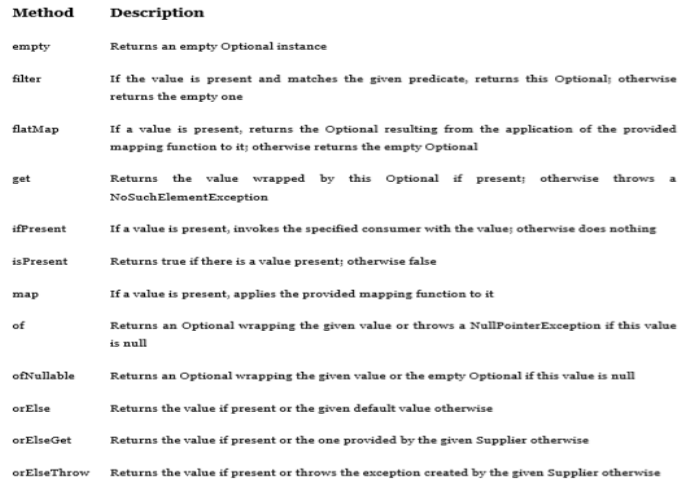 Method Description
empty Returns an empty Optional instance
filter If the value is present and matches the given predicate, returns this Optional; otherwise
returns the empty one
flatMap If a value is present, returns the Optional resulting from the application of the provided
mapping function to it; otherwise returns the empty Optional
get Returns the value wrapped by this Optional if present; otherwise throws a
NoSuchElementException
ifPresent If a value is present, invokes the specified consumer with the value; otherwise does nothing
isPresent Returns true if there is a value present; otherwise false
map If a value is present, applies the provided mapping function to it
of Returns an Optional wrapping the given value or throws a NullPointerException if this value
is null
ofNullable Returns an Optional wrapping the given value or the empty Optional if this value is null
orElse Returns the value if present or the given default value otherwise
orElseGet Returns the value if present or the one provided by the given Supplier otherwise
orElseThrow Returns the value if present or throws the exception created by the given Supplier otherwise